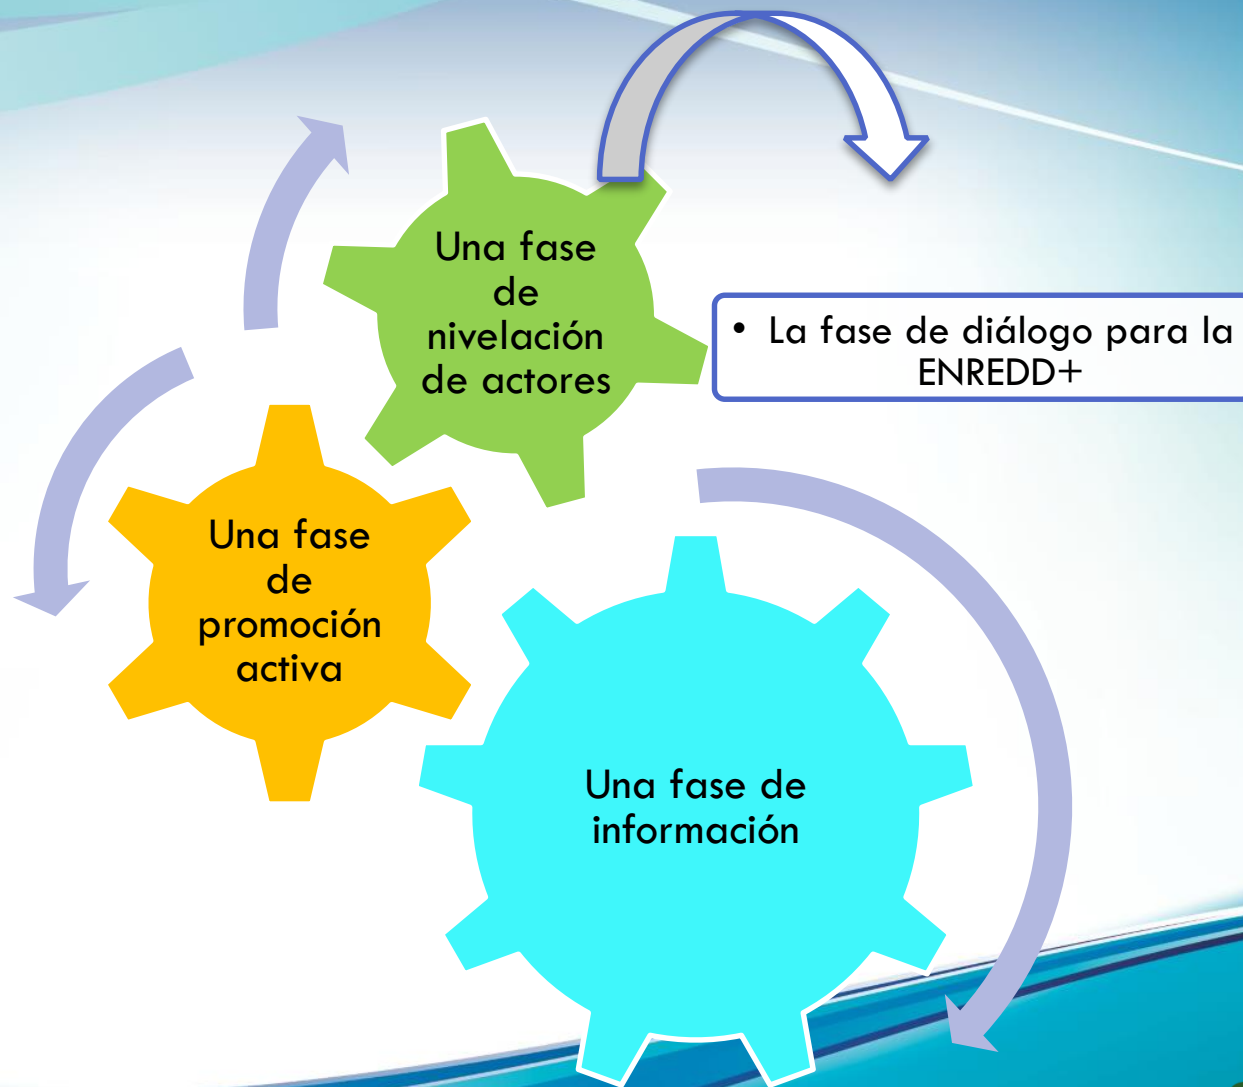 Una fase
de
nivelación
de actores
• La fase de diálogo para la
ENREDD+
Una fase
de
promoción
activa
Una fase de
información